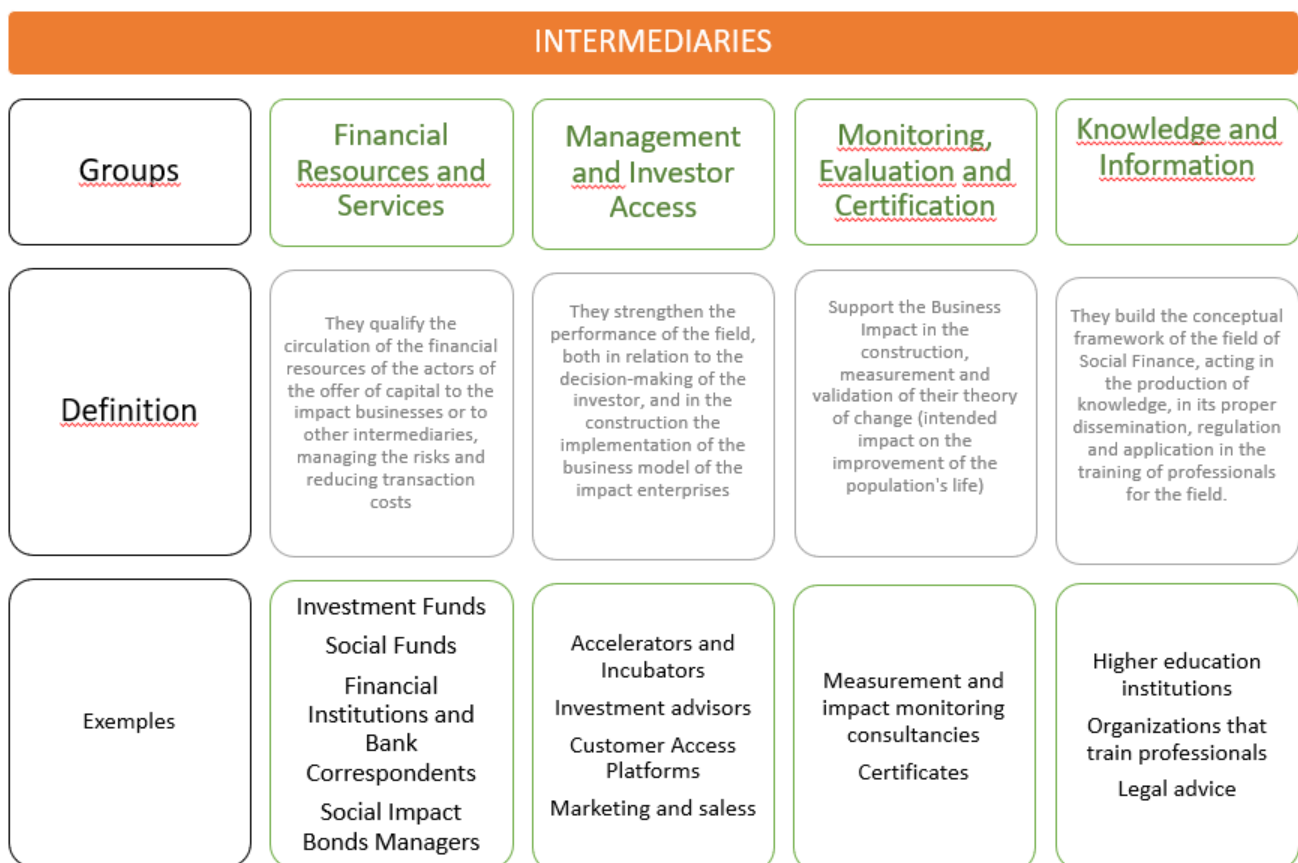 INTERMEDIARIES
Groups
Financial
Resources and
Services
Management
and Investor
Access
Monitoring,
Evaluation and
Certification
Knowledge and
Information
Definition
They qualify the
circulation of the financial
resources of the actors of
the offer of capital to the
impact businesses or to
other intermediaries,
managing the risks and
reducing transaction
costs
They strengthen the
performance of the field,
both in relation to the
decision-making of the
investor, and in the
construction the
implementation of the
business model of the
impact enterprises
Support the Business
Impact in the
construction,
measurement and
validation of their theory
of change (intended
impact on the
improvement of the
population's life)
They build the conceptual
framework of the field of
Social Finance, acting in
the production of
knowledge, in its proper
dissemination, regulation
and application in the
training of professionals
for the field.
Exemples
Investment Funds
Social Funds
Financial
Institutions and
Bank
Correspondents
Social Impact
Bonds Managers
Accelerators and
Incubators
Investment advisors
Customer Access
Platforms
Marketing and saless
Measurement and
impact monitoring
consultancies
Certificates
Higher education
institutions
Organizations that
train professionals
Legal advice